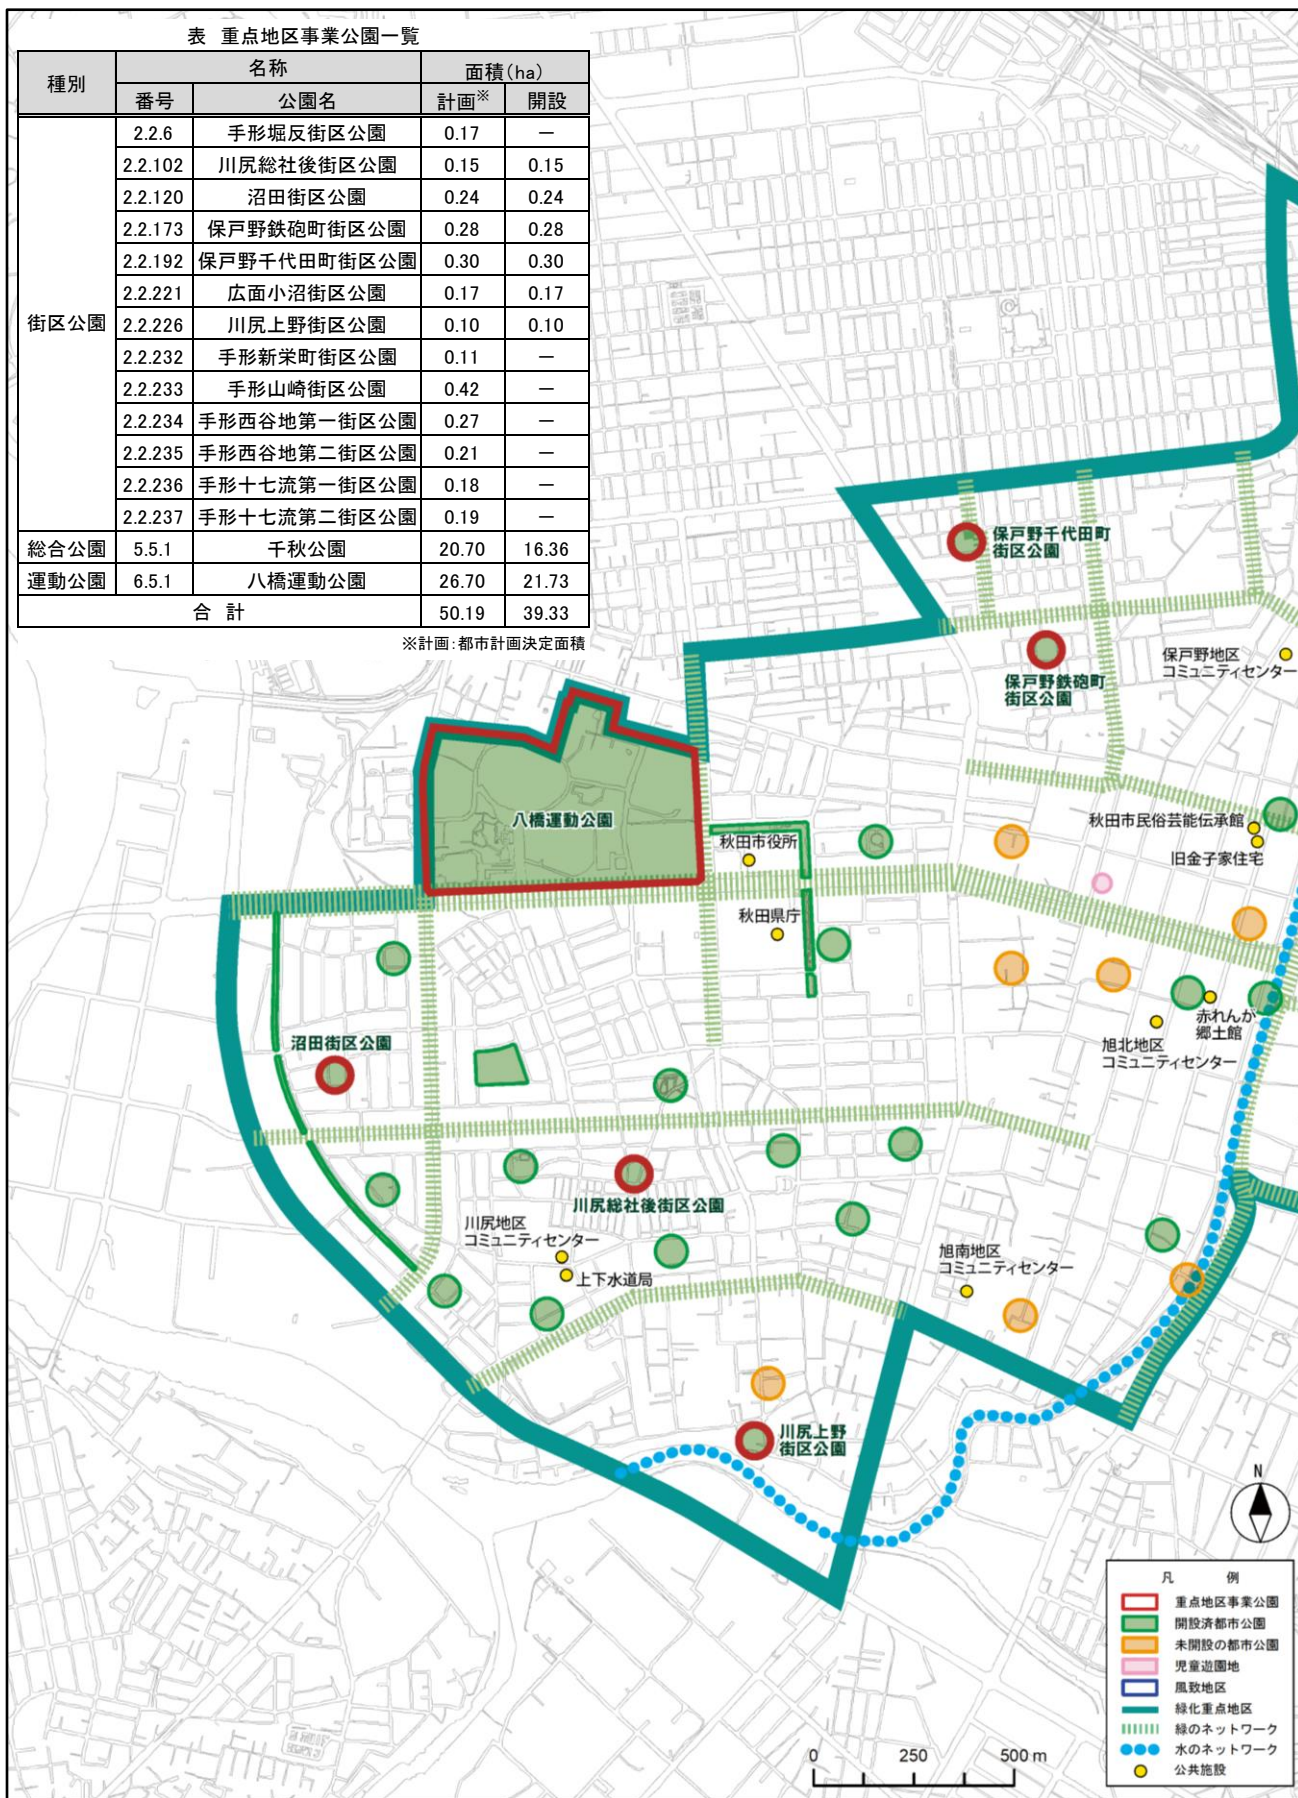 表 重点地区事業公園一覧
種別 名称 面積(ha)
番号 公園名 計画※ 開設
街区公園
2.2.6 手形堀反街区公園 0.17 －
2.2.102 川尻総社後街区公園 0.15 0.15
2.2.120 沼田街区公園 0.24 0.24
2.2.173 保戸野鉄砲町街区公園 0.28 0.28
2.2.192 保戸野千代田町街区公園 0.30 0.30
2.2.221 広面小沼街区公園 0.17 0.17
2.2.226 川尻上野街区公園 0.10 0.10
2.2.232 手形新栄町街区公園 0.11 －
2.2.233 手形山崎街区公園 0.42 －
2.2.234 手形西谷地第一街区公園 0.27 －
2.2.235 手形西谷地第二街区公園 0.21 －
2.2.236 手形十七流第一街区公園 0.18 －
2.2.237 手形十七流第二街区公園 0.19 －
総合公園 5.5.1 千秋公園 20.70 16.36
運動公園 6.5.1 八橋運動公園 26.70 21.73
合 計 50.19 39.33
※計画：都市計画決定面積
保戸野千代田町
街区公園
保戸野鉄砲町
街区公園
保戸野地区
コミュニティセンター
八橋運動公園
秋田市役所
秋田市民俗芸能伝承館
旧金子家住宅
秋田県庁
赤れんが
郷土館
旭北地区
コミュニティセンター
沼田街区公園
川尻総社後街区公園
川尻地区
コミュニティセンター
上下水道局
旭南地区
コミュニティセンター
川尻上野
街区公園
N
凡 例
重点地区事業公園
開設済都市公園
未開設の都市公園
児童遊園地
風致地区
緑化重点地区
緑のネットワーク
水のネットワーク
公共施設
0 250 500 m